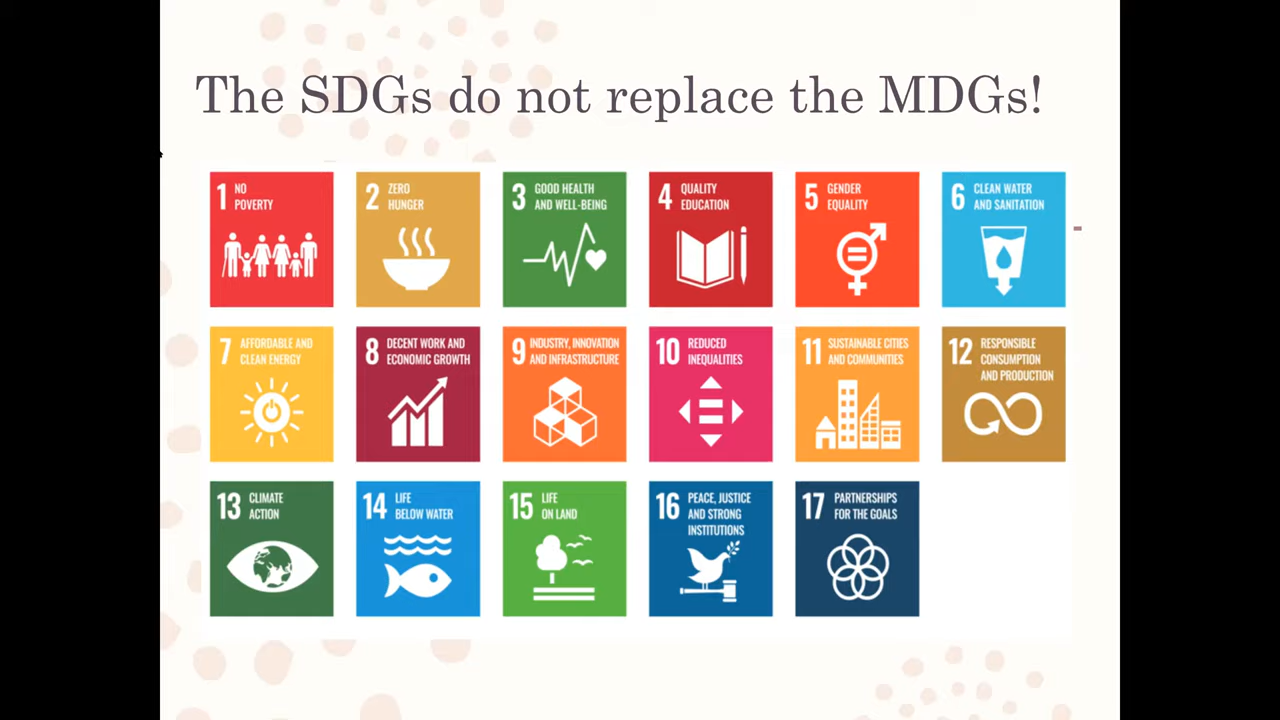 The SDGs do not replace the MDGs!
1 NO
POVERTY
2 ZERO
HUNGER
3 GOOD HEALTH
AND WELL-BEING
4 QUALITY
EDUCATION
5 GENDER
EQUALITY
6 CLEAN WATER
AND SANITATION
7 AFFORDABLE AND
CLEAN ENERGY
8 DECENT WORK AND
ECONOMIC GROWTH
9 INDUSTRY, INNOVATION
AND INFRASTRUCTURE
10 REDUCED
INEQUALITIES
11 SUSTAINABLE CITIES
AND COMMUNITIES
12 RESPONSIBLE
CONSUMPTION
AND PRODUCTION
13 CLIMATE
ACTION
14 LIFE
BELOW WATER
15 LIFE
ON LAND
16 PEACE, JUSTICE
AND STRONG
INSTITUTIONS
17 PARTNERSHIPS
FOR THE GOALS